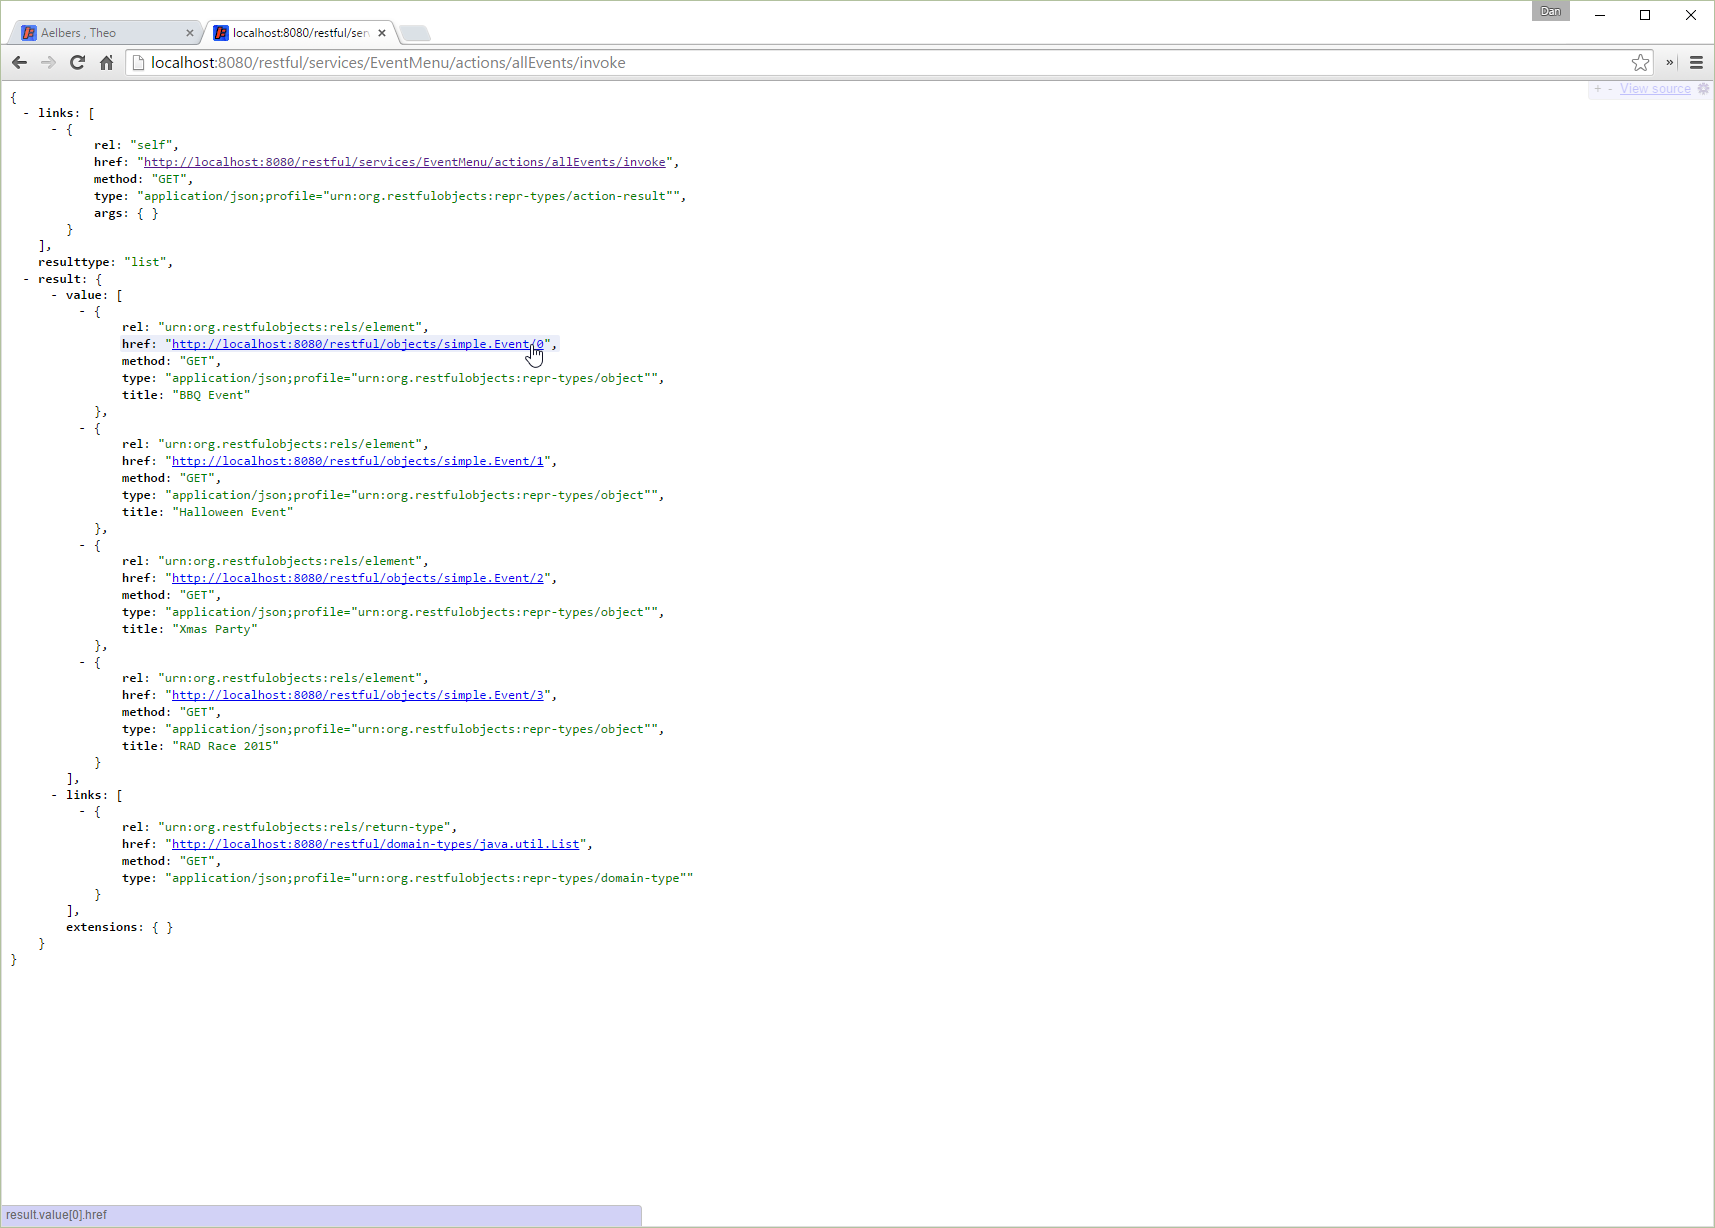 Dan
Aelbers , Theo
localhost:8080/restful/ser
localhost:8080/restful/services/EventMenu/actions/allEvents/invoke
+ - View source
{
- links: [
- {
rel: "self",
href: "http://localhost:8080/restful/services/EventMenu/actions/allEvents/invoke",
method: "GET",
type: "application/json;profile="urn:org.restfulobjects:repr-types/action-result"",
args: { }
}
],
resulttype: "list",
- result: {
- value: [
- {
rel: "urn:org.restfulobjects:rels/element",
href: "http://localhost:8080/restful/objects/simple.Event/0",
method: "GET",
type: "application/json;profile="urn:org.restfulobjects:repr-types/object"",
title: "BBQ Event"
},
- {
rel: "urn:org.restfulobjects:rels/element",
href: "http://localhost:8080/restful/objects/simple.Event/1",
method: "GET",
type: "application/json;profile="urn:org.restfulobjects:repr-types/object"",
title: "Halloween Event"
},
- {
rel: "urn:org.restfulobjects:rels/element",
href: "http://localhost:8080/restful/objects/simple.Event/2",
method: "GET",
type: "application/json;profile="urn:org.restfulobjects:repr-types/object"",
title: "Xmas Party"
},
- {
rel: "urn:org.restfulobjects:rels/element",
href: "http://localhost:8080/restful/objects/simple.Event/3",
method: "GET",
type: "application/json;profile="urn:org.restfulobjects:repr-types/object"",
title: "RAD Race 2015"
}
],
- links: [
- {
rel: "urn:org.restfulobjects:rels/return-type",
href: "http://localhost:8080/restful/domain-types/java.util.List",
method: "GET",
type: "application/json;profile="urn:org.restfulobjects:repr-types/domain-type""
}
],
extensions: { }
}
}
result.value[0].href